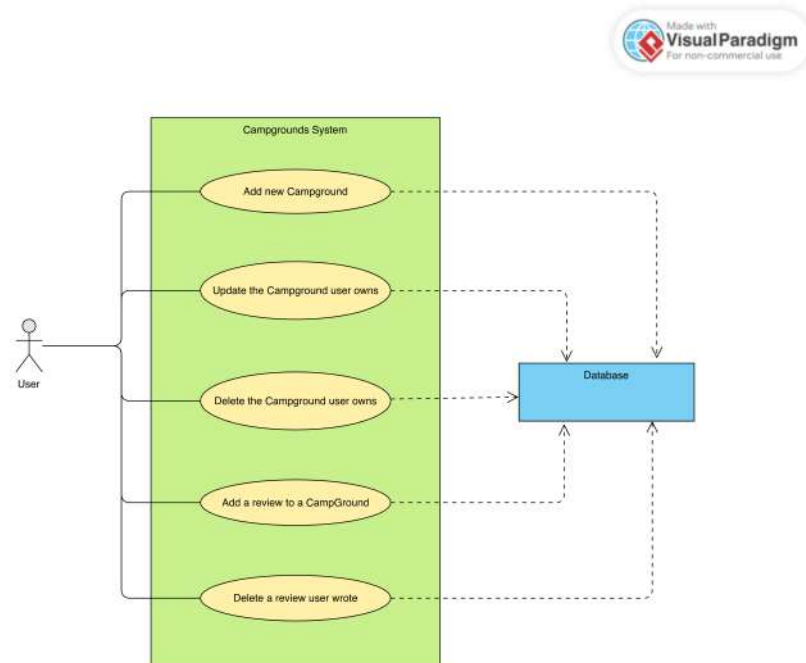 Made with
Visual Paradigm
For non-commercial use
Campgrounds System
Add new Campground
Update the Campground user owns
User
Database
Delete the Campground user owns
Add a review to a CampGround
Delete a review user wrote